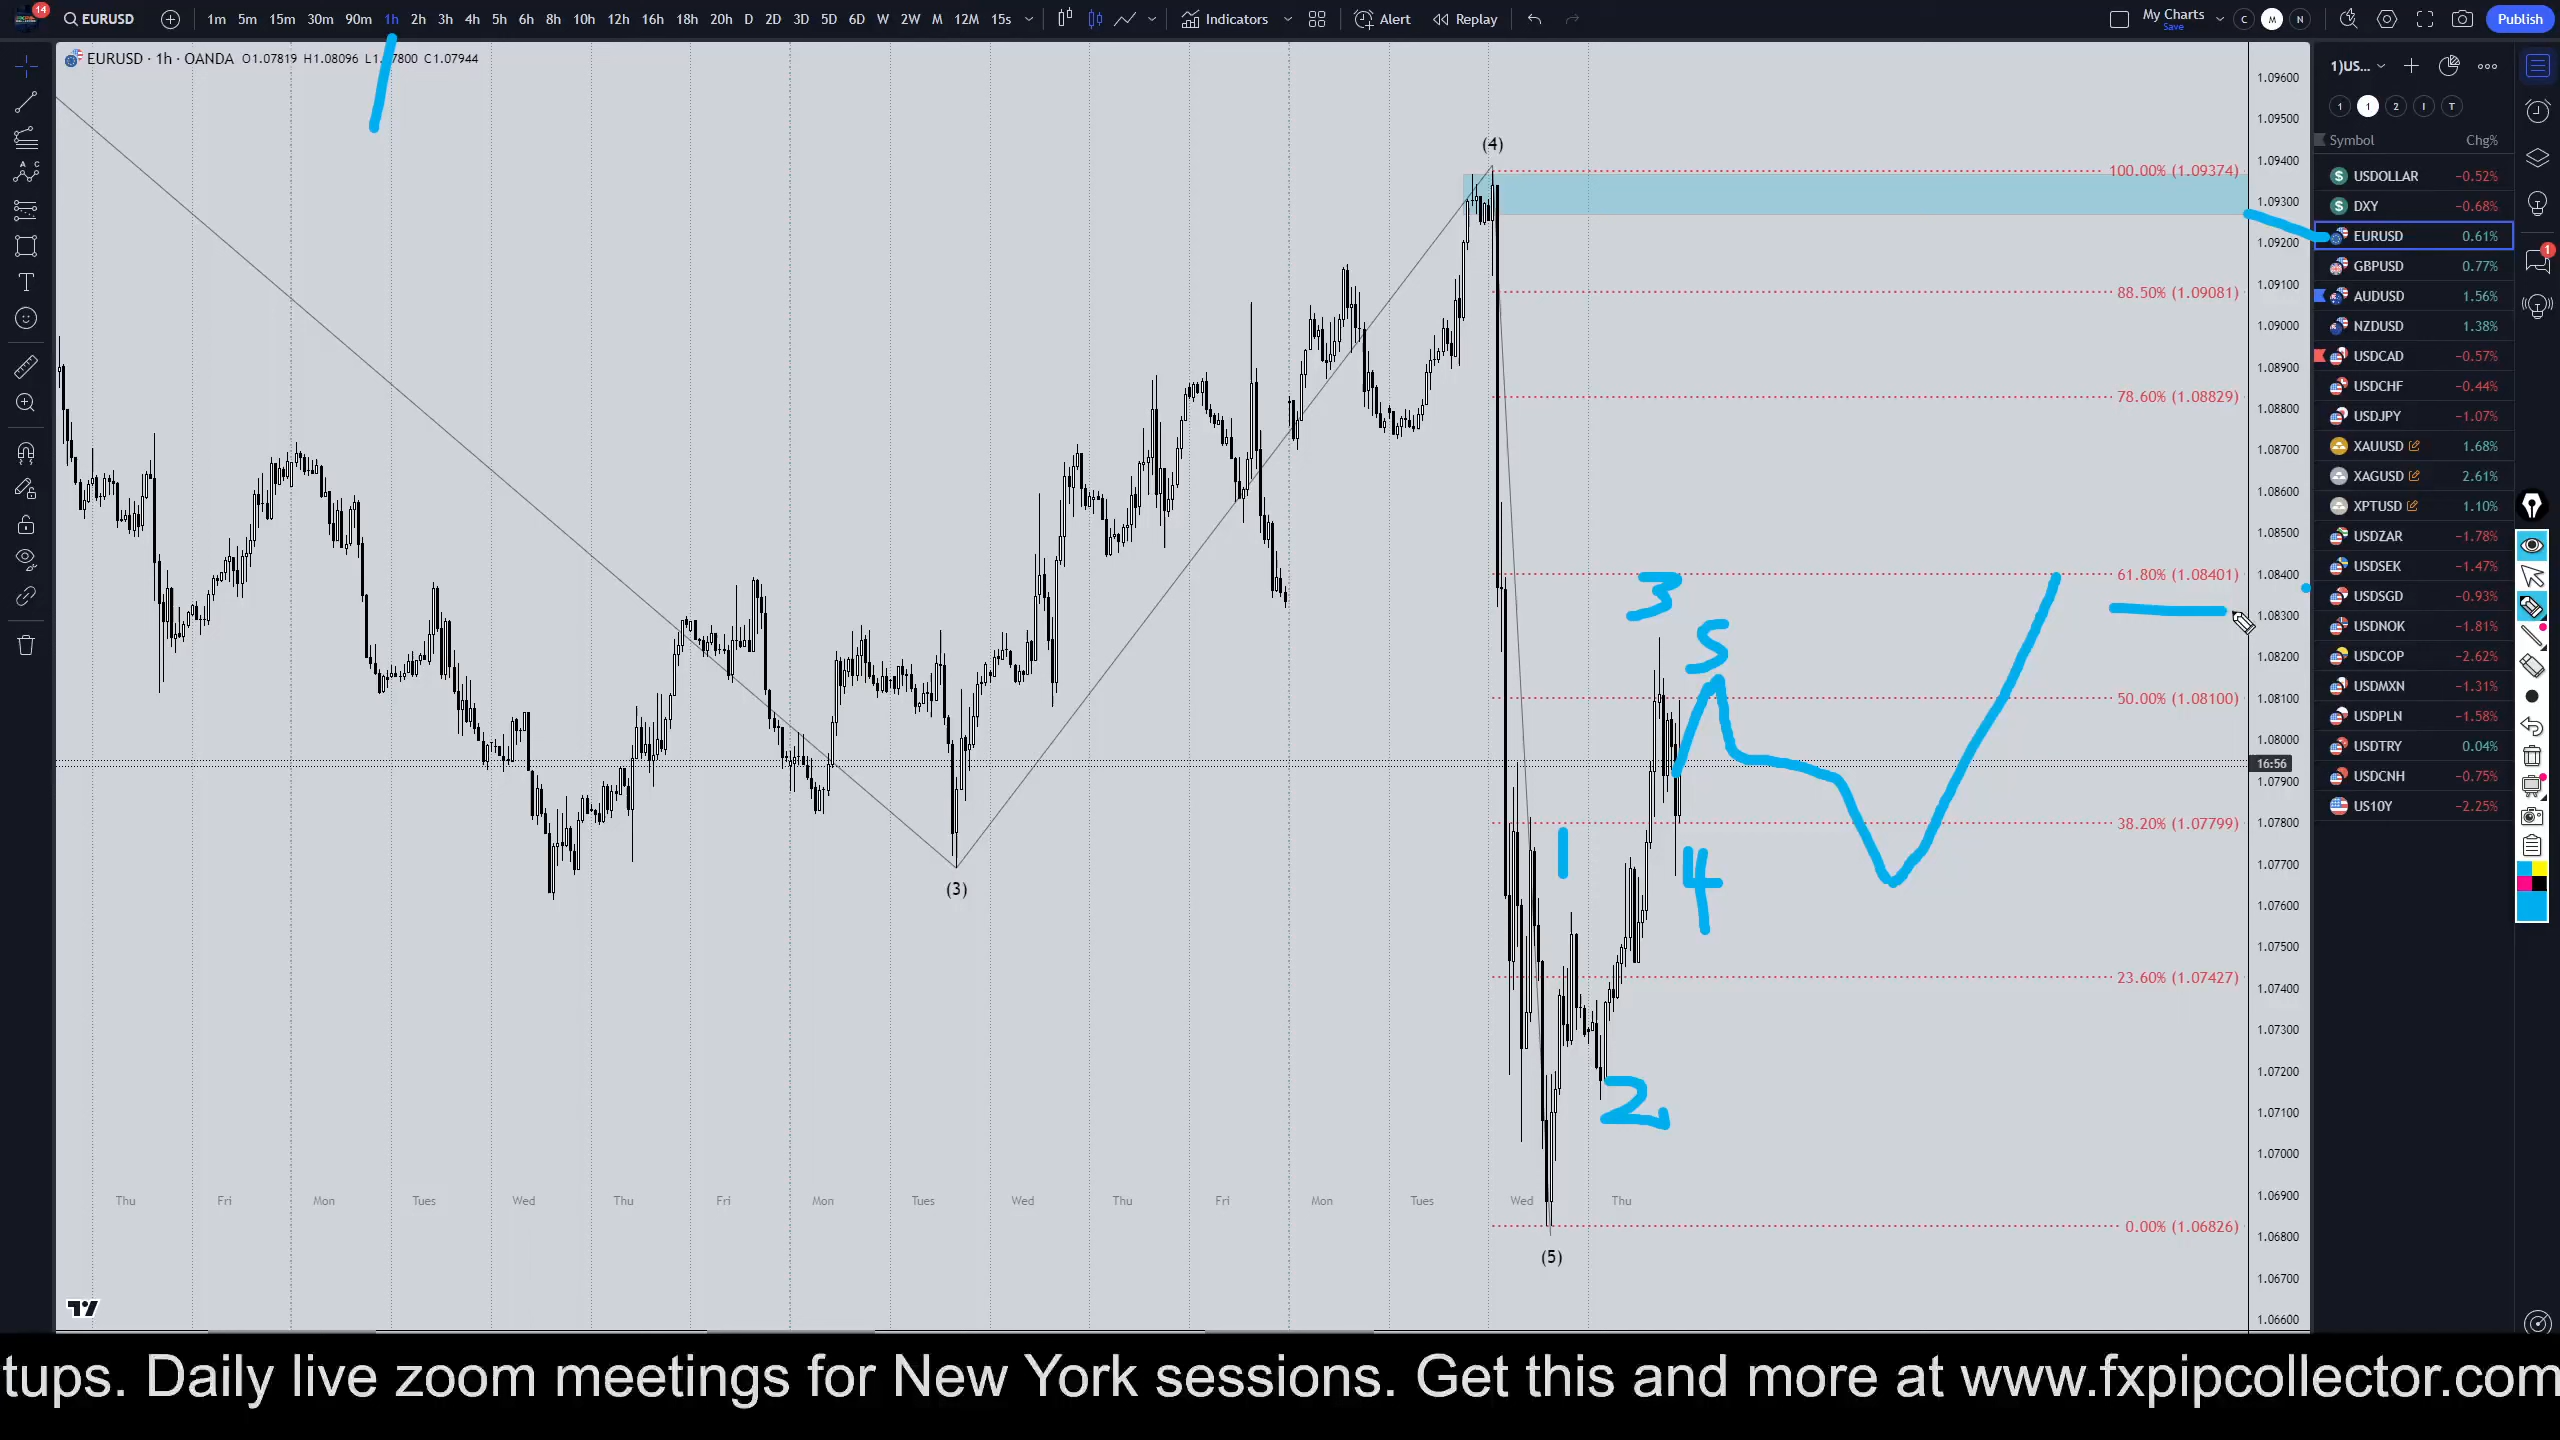 14
EURUSD 1m 5m 15m 30m 90m 1h 2h 3h 4h 5h 6h 8h 10h 12h 16h 18h 20h D 2D 3D 5D 6D W 2W M 12M 15s Indicators Alert Replay My Charts Save C M N Publish
EURUSD · 1h · OANDA O1.07819 H1.08096 L1. 7800 C1.07944
1)US...
1 1 2 I T
Symbol Chg%
USDOLLAR −0.52%
DXY −0.68%
EURUSD 0.61%
GBPUSD 0.77%
AUDUSD 1.56%
NZDUSD 1.38%
USDCAD −0.57%
USDCHF −0.44%
USDJPY −1.07%
XAUUSD 1.68%
XAGUSD 2.61%
XPTUSD 1.10%
USDZAR −1.78%
USDSEK −1.47%
USDSGD −0.93%
USDNOK −1.81%
USDCOP −2.62%
USDMXN −1.31%
USDPLN −1.58%
USDTRY 0.04%
USDCNH −0.75%
US10Y −2.25%
1
1.09600
1.09500
1.09400
1.09300
1.09200
1.09100
1.09000
1.08900
1.08800
1.08700
1.08600
1.08500
1.08400
1.08300
1.08200
1.08100
1.08000
16:56
1.07900
1.07800
1.07700
1.07600
1.07500
1.07400
1.07300
1.07200
1.07100
1.07000
1.06900
1.06800
1.06700
1.06600
(4)
100.00% (1.09374)
88.50% (1.09081)
78.60% (1.08829)
61.80% (1.08401)
3
5
50.00% (1.08100)
38.20% (1.07799)
1
4
(3)
23.60% (1.07427)
2
Thu Fri Mon Tues Wed Thu Fri Mon Tues Wed Thu Fri Mon Tues Wed Thu
0.00% (1.06826)
(5)
tups. Daily live zoom meetings for New York sessions. Get this and more at www.fxpipcollector.com